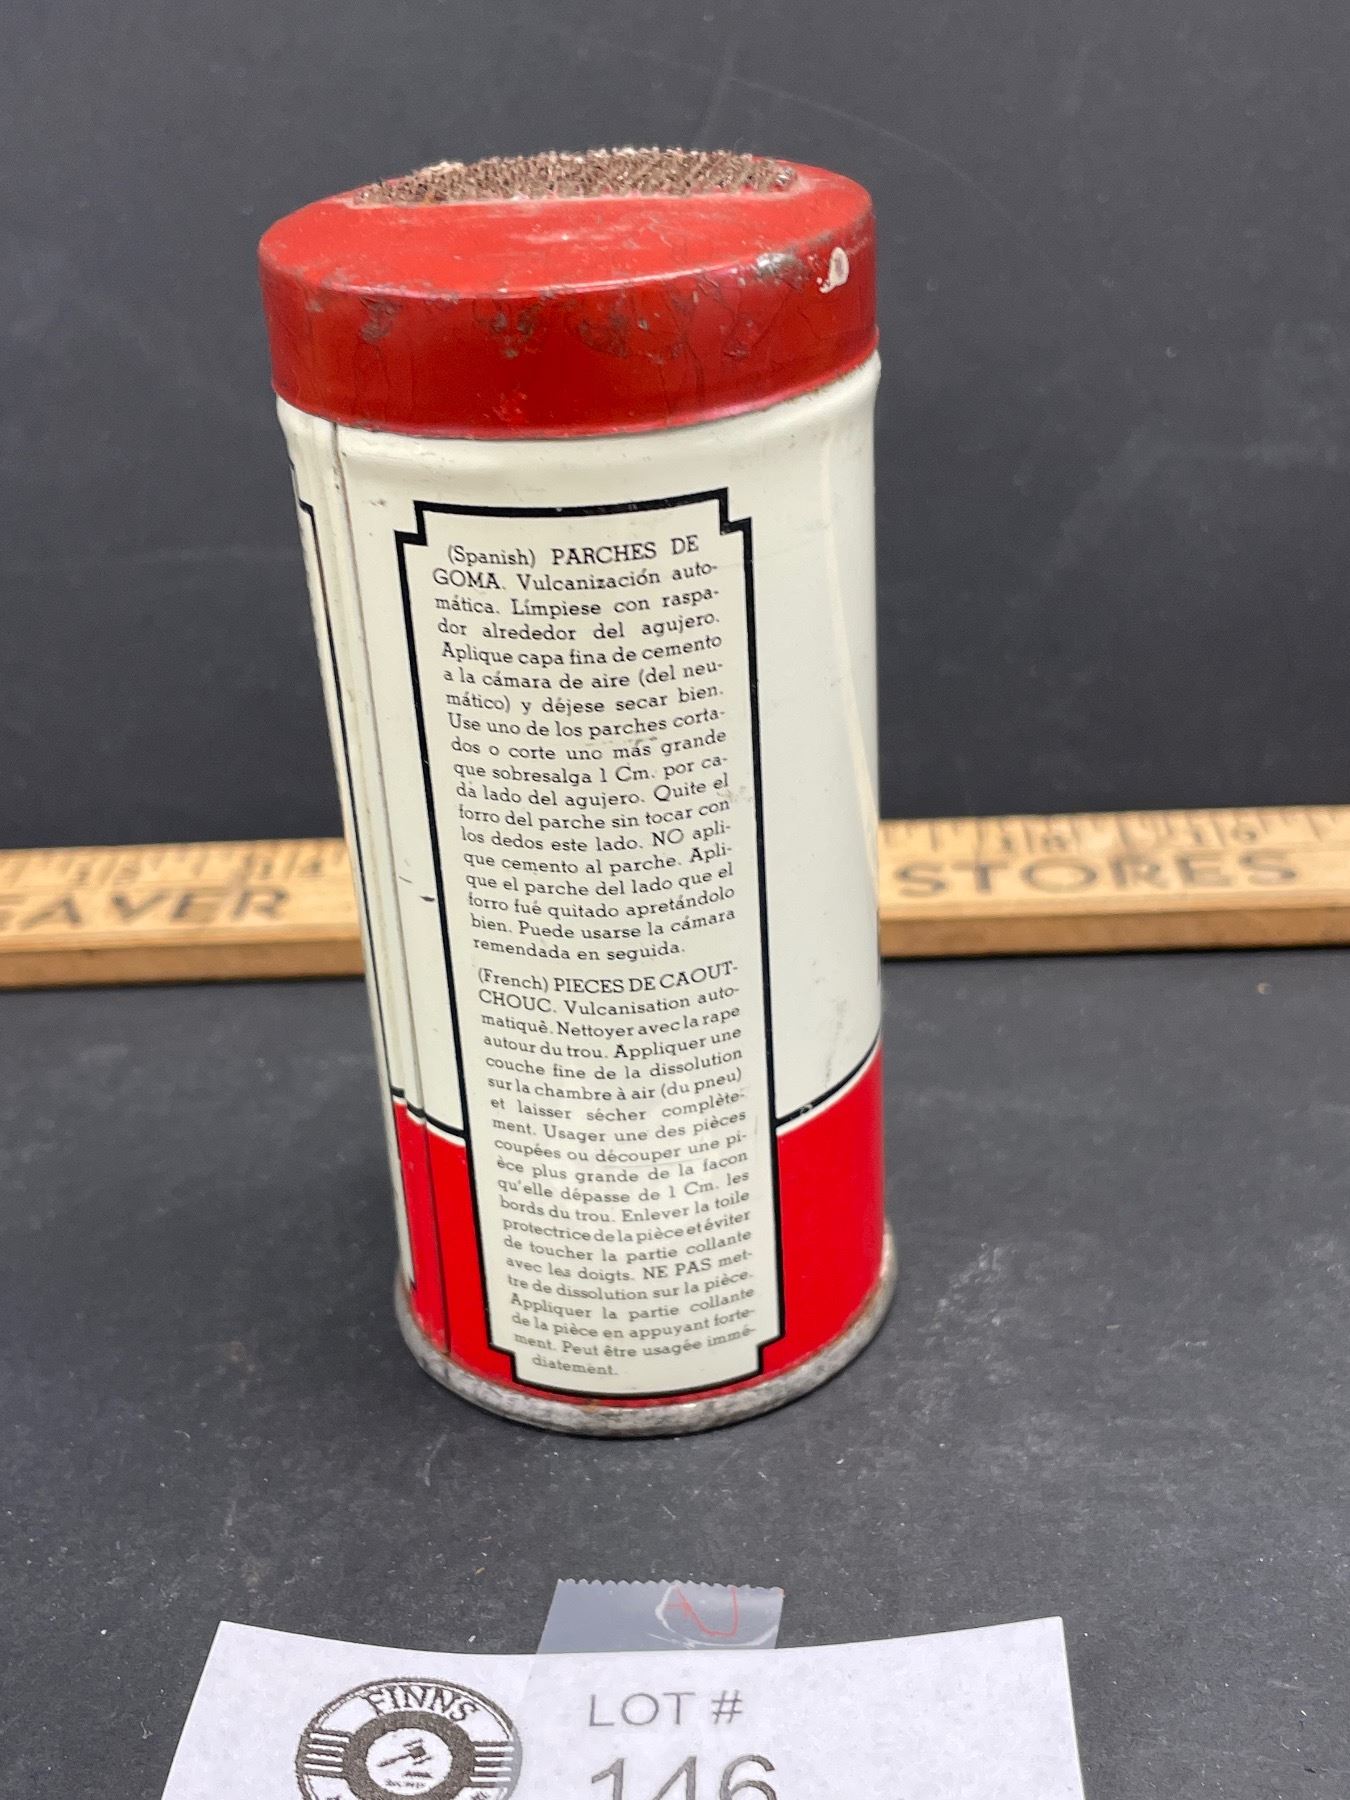 (Spanish) PARCHES DE
GOMA. Vulcanización auto-
mática. Límpiese con raspa-
dor alrededor del agujero.
Aplique capa fina de cemento
a la cámara de aire (del neu-
mático) y déjese secar bien.
Use uno de los parches corta-
dos o corte uno más grande
que sobresalga 1 Cm. por ca-
da lado del agujero. Quite el
forro del parche sin tocar con
los dedos este lado. NO apli-
que cemento al parche. Apli-
que el parche del lado que el
forro fué quitado apretándolo
bien. Puede usarse la cámara
remendada en seguida.
(French) PIECES DE CAOUT-
CHOUC. Vulcanisation auto-
matiquè. Nettoyer avec la rape
autour du trou. Appliquer une
couche fine de la dissolution
sur la chambre à air (du pneu)
et laisser sécher complète-
ment. Usager une des pièces
coupées ou découper une pi-
èce plus grande de la facon
qu'elle dépasse de 1 Cm. les
bords du trou. Enlever la toile
protectrice de la pièce et éviter
de toucher la partie collante
avec les doigts. NE PAS met-
tre de dissolution sur la pièce.
Appliquer la partie collante
de la pièce en appuyant forte-
ment. Peut être usagée immé-
diatement.
STORES
FINNS
LOT #
146